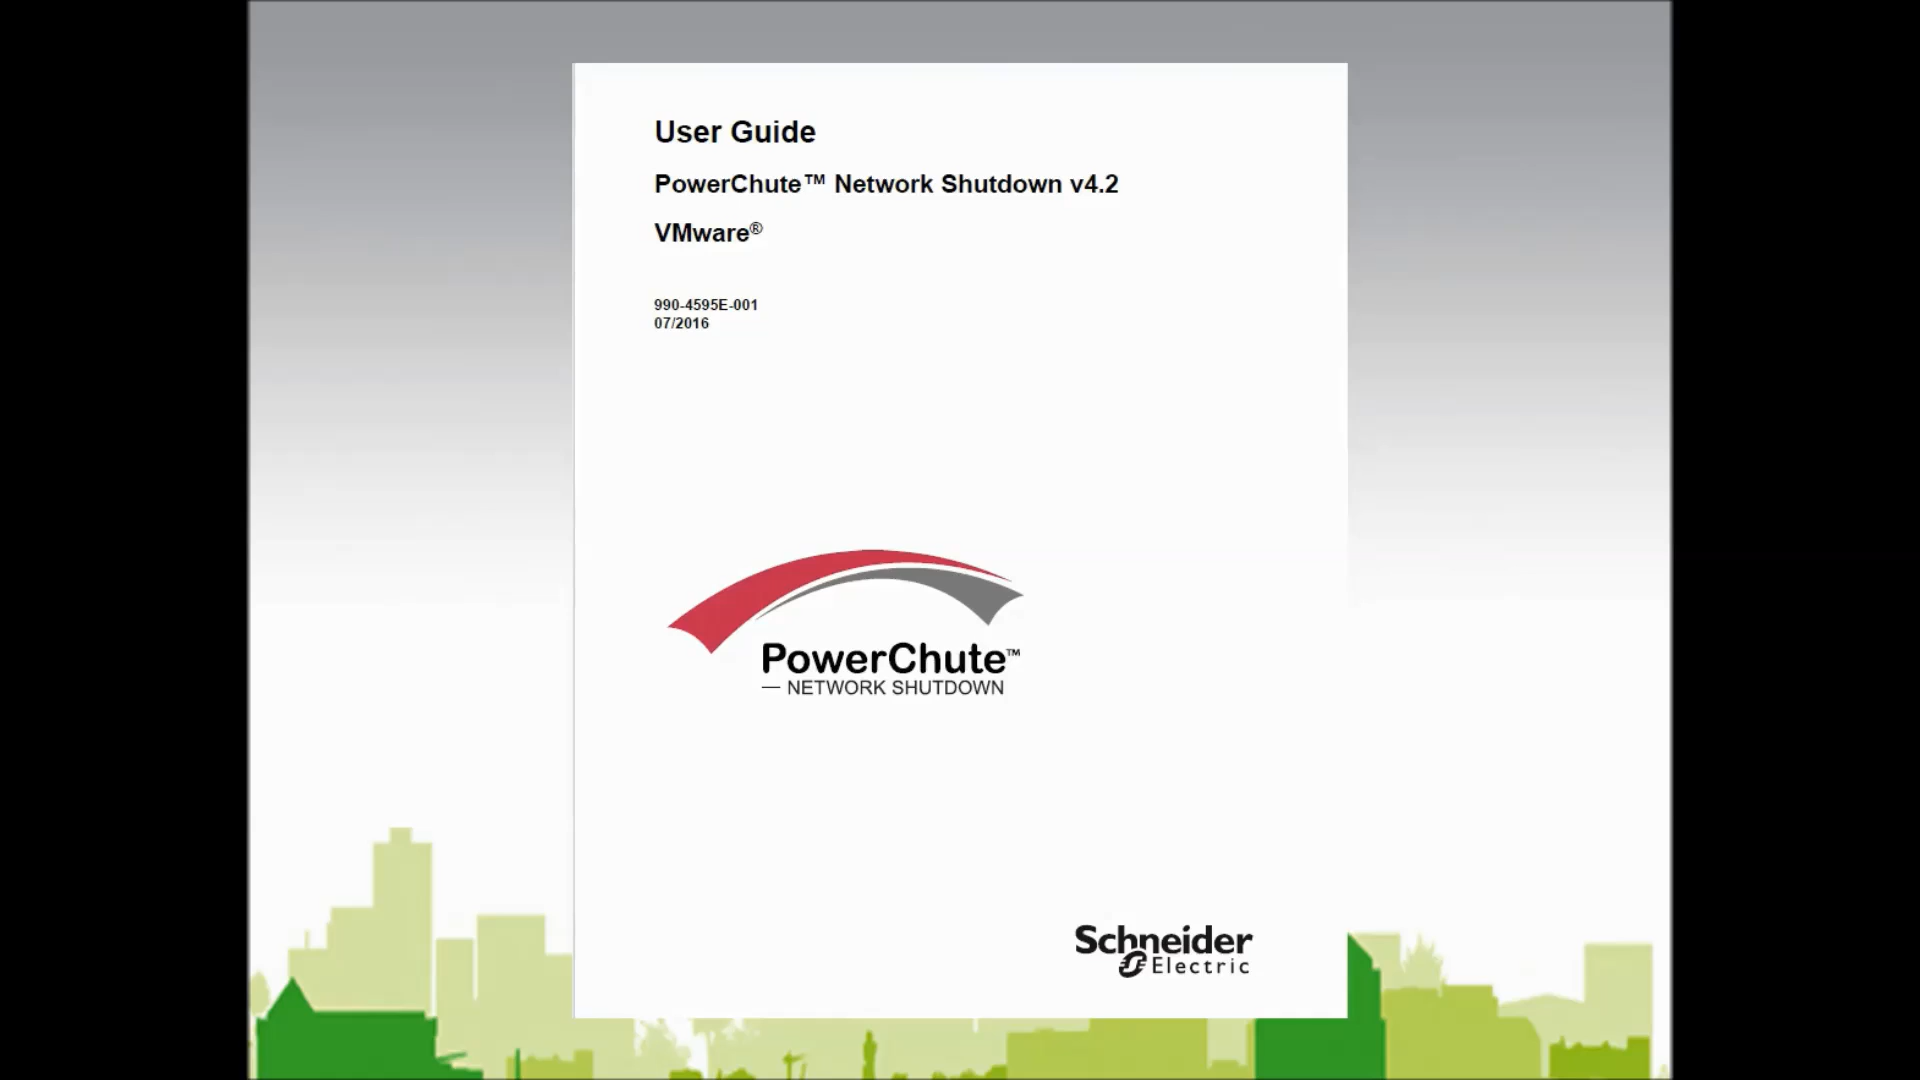 User Guide
PowerChute™ Network Shutdown v4.2
VMware®
990-4595E-001
07/2016
PowerChute™
— NETWORK SHUTDOWN
Schneider
Electric